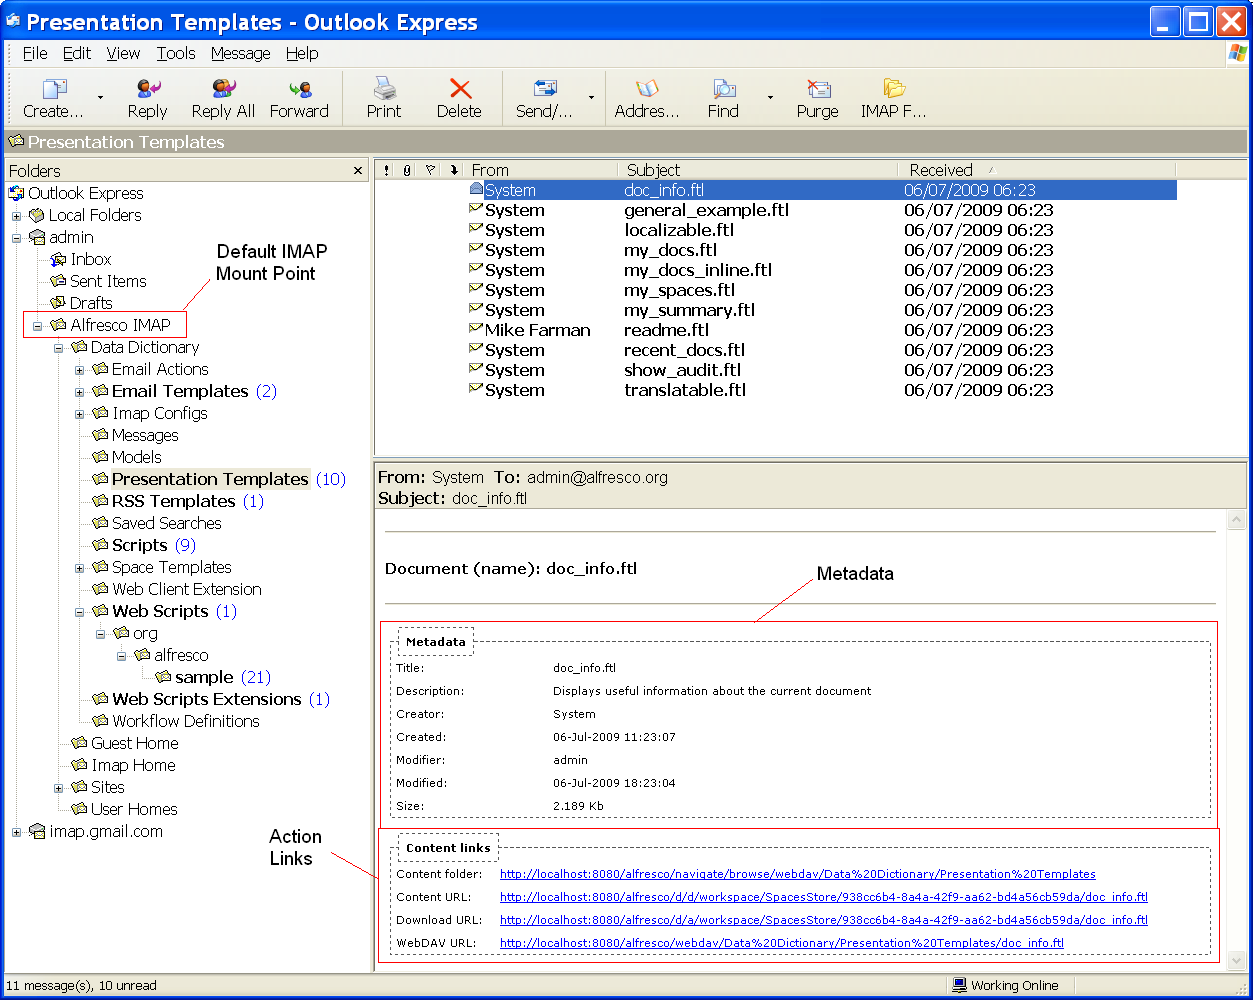 Presentation Templates - Outlook Express
File Edit View Tools Message Help
Create... Reply Reply All Forward Print Delete Send/... Addres... Find Purge IMAP F...
Presentation Templates
Folders
Outlook Express
Local Folders
admin
Inbox
Sent Items
Drafts
Alfresco IMAP
Data Dictionary
Email Actions
Email Templates (2)
Imap Configs
Messages
Models
Presentation Templates (10)
RSS Templates (1)
Saved Searches
Scripts (9)
Space Templates
Web Client Extension
Web Scripts (1)
org
alfresco
sample (21)
Web Scripts Extensions (1)
Workflow Definitions
Guest Home
Imap Home
Sites
User Homes
imap.gmail.com
Default IMAP
Mount Point
From Subject Received
System doc_info.ftl 06/07/2009 06:23
System general_example.ftl 06/07/2009 06:23
System localizable.ftl 06/07/2009 06:23
System my_docs.ftl 06/07/2009 06:23
System my_docs_inline.ftl 06/07/2009 06:23
System my_spaces.ftl 06/07/2009 06:23
System my_summary.ftl 06/07/2009 06:23
Mike Farman readme.ftl 06/07/2009 06:23
System recent_docs.ftl 06/07/2009 06:23
System show_audit.ftl 06/07/2009 06:23
System translatable.ftl 06/07/2009 06:23
From: System To: admin@alfresco.org
Subject: doc_info.ftl
Document (name): doc_info.ftl
Metadata
Metadata
Title: doc_info.ftl
Description: Displays useful information about the current document
Creator: System
Created: 06-Jul-2009 11:23:07
Modifier: admin
Modified: 06-Jul-2009 18:23:04
Size: 2.189 Kb
Action
Links
Content links
Content folder: http://localhost:8080/alfresco/navigate/browse/webdav/Data%20Dictionary/Presentation%20Templates
Content URL: http://localhost:8080/alfresco/d/d/workspace/SpacesStore/938cc6b4-8a4a-42f9-aa62-bd4a56cb59da/doc_info.ftl
Download URL: http://localhost:8080/alfresco/d/a/workspace/SpacesStore/938cc6b4-8a4a-42f9-aa62-bd4a56cb59da/doc_info.ftl
WebDAV URL: http://localhost:8080/alfresco/webdav/Data%20Dictionary/Presentation%20Templates/doc_info.ftl
11 message(s), 10 unread
Working Online